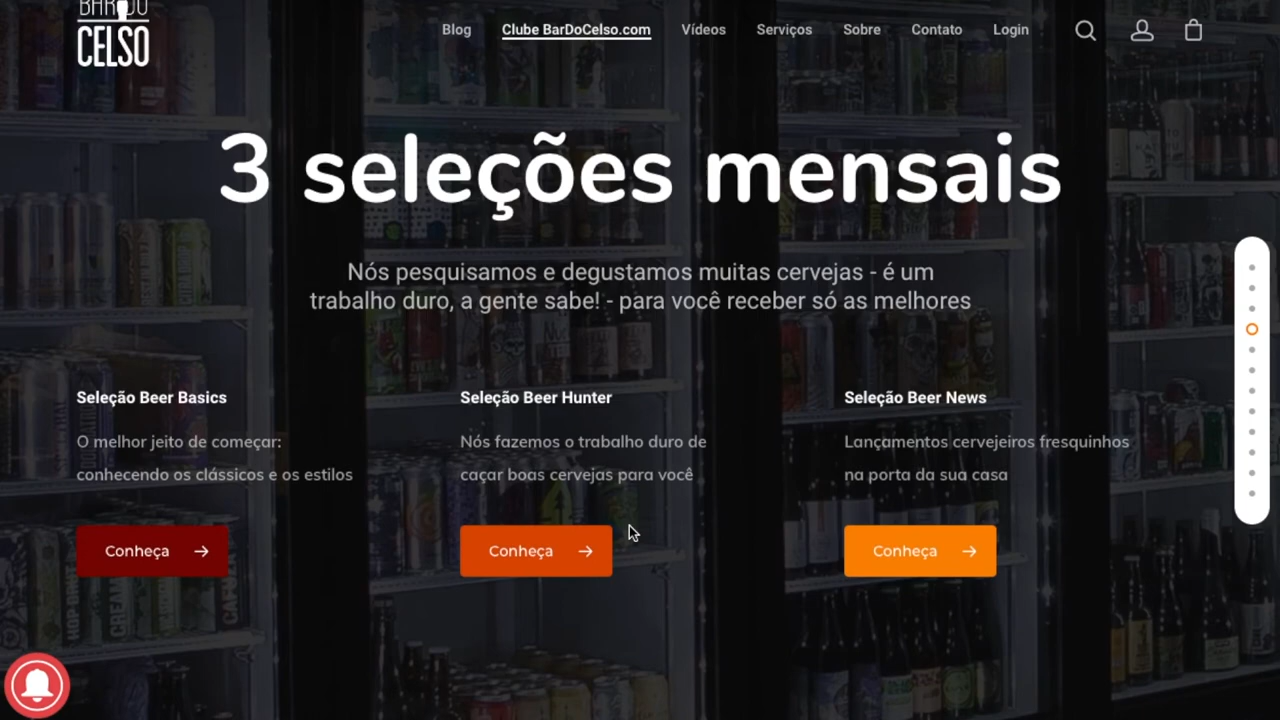 BAR DO
CELSO
Blog
Clube BarDoCelso.com
Vídeos
Serviços
Sobre
Contato
Login
3 seleções mensais
Nós pesquisamos e degustamos muitas cervejas - é um
trabalho duro, a gente sabe! - para você receber só as melhores
Seleção Beer Basics
O melhor jeito de começar:
conhecendo os clássicos e os estilos
Conheça
Seleção Beer Hunter
Nós fazemos o trabalho duro de
caçar boas cervejas para você
Conheça
Seleção Beer News
Lançamentos cervejeiros fresquinhos
na porta da sua casa
Conheça